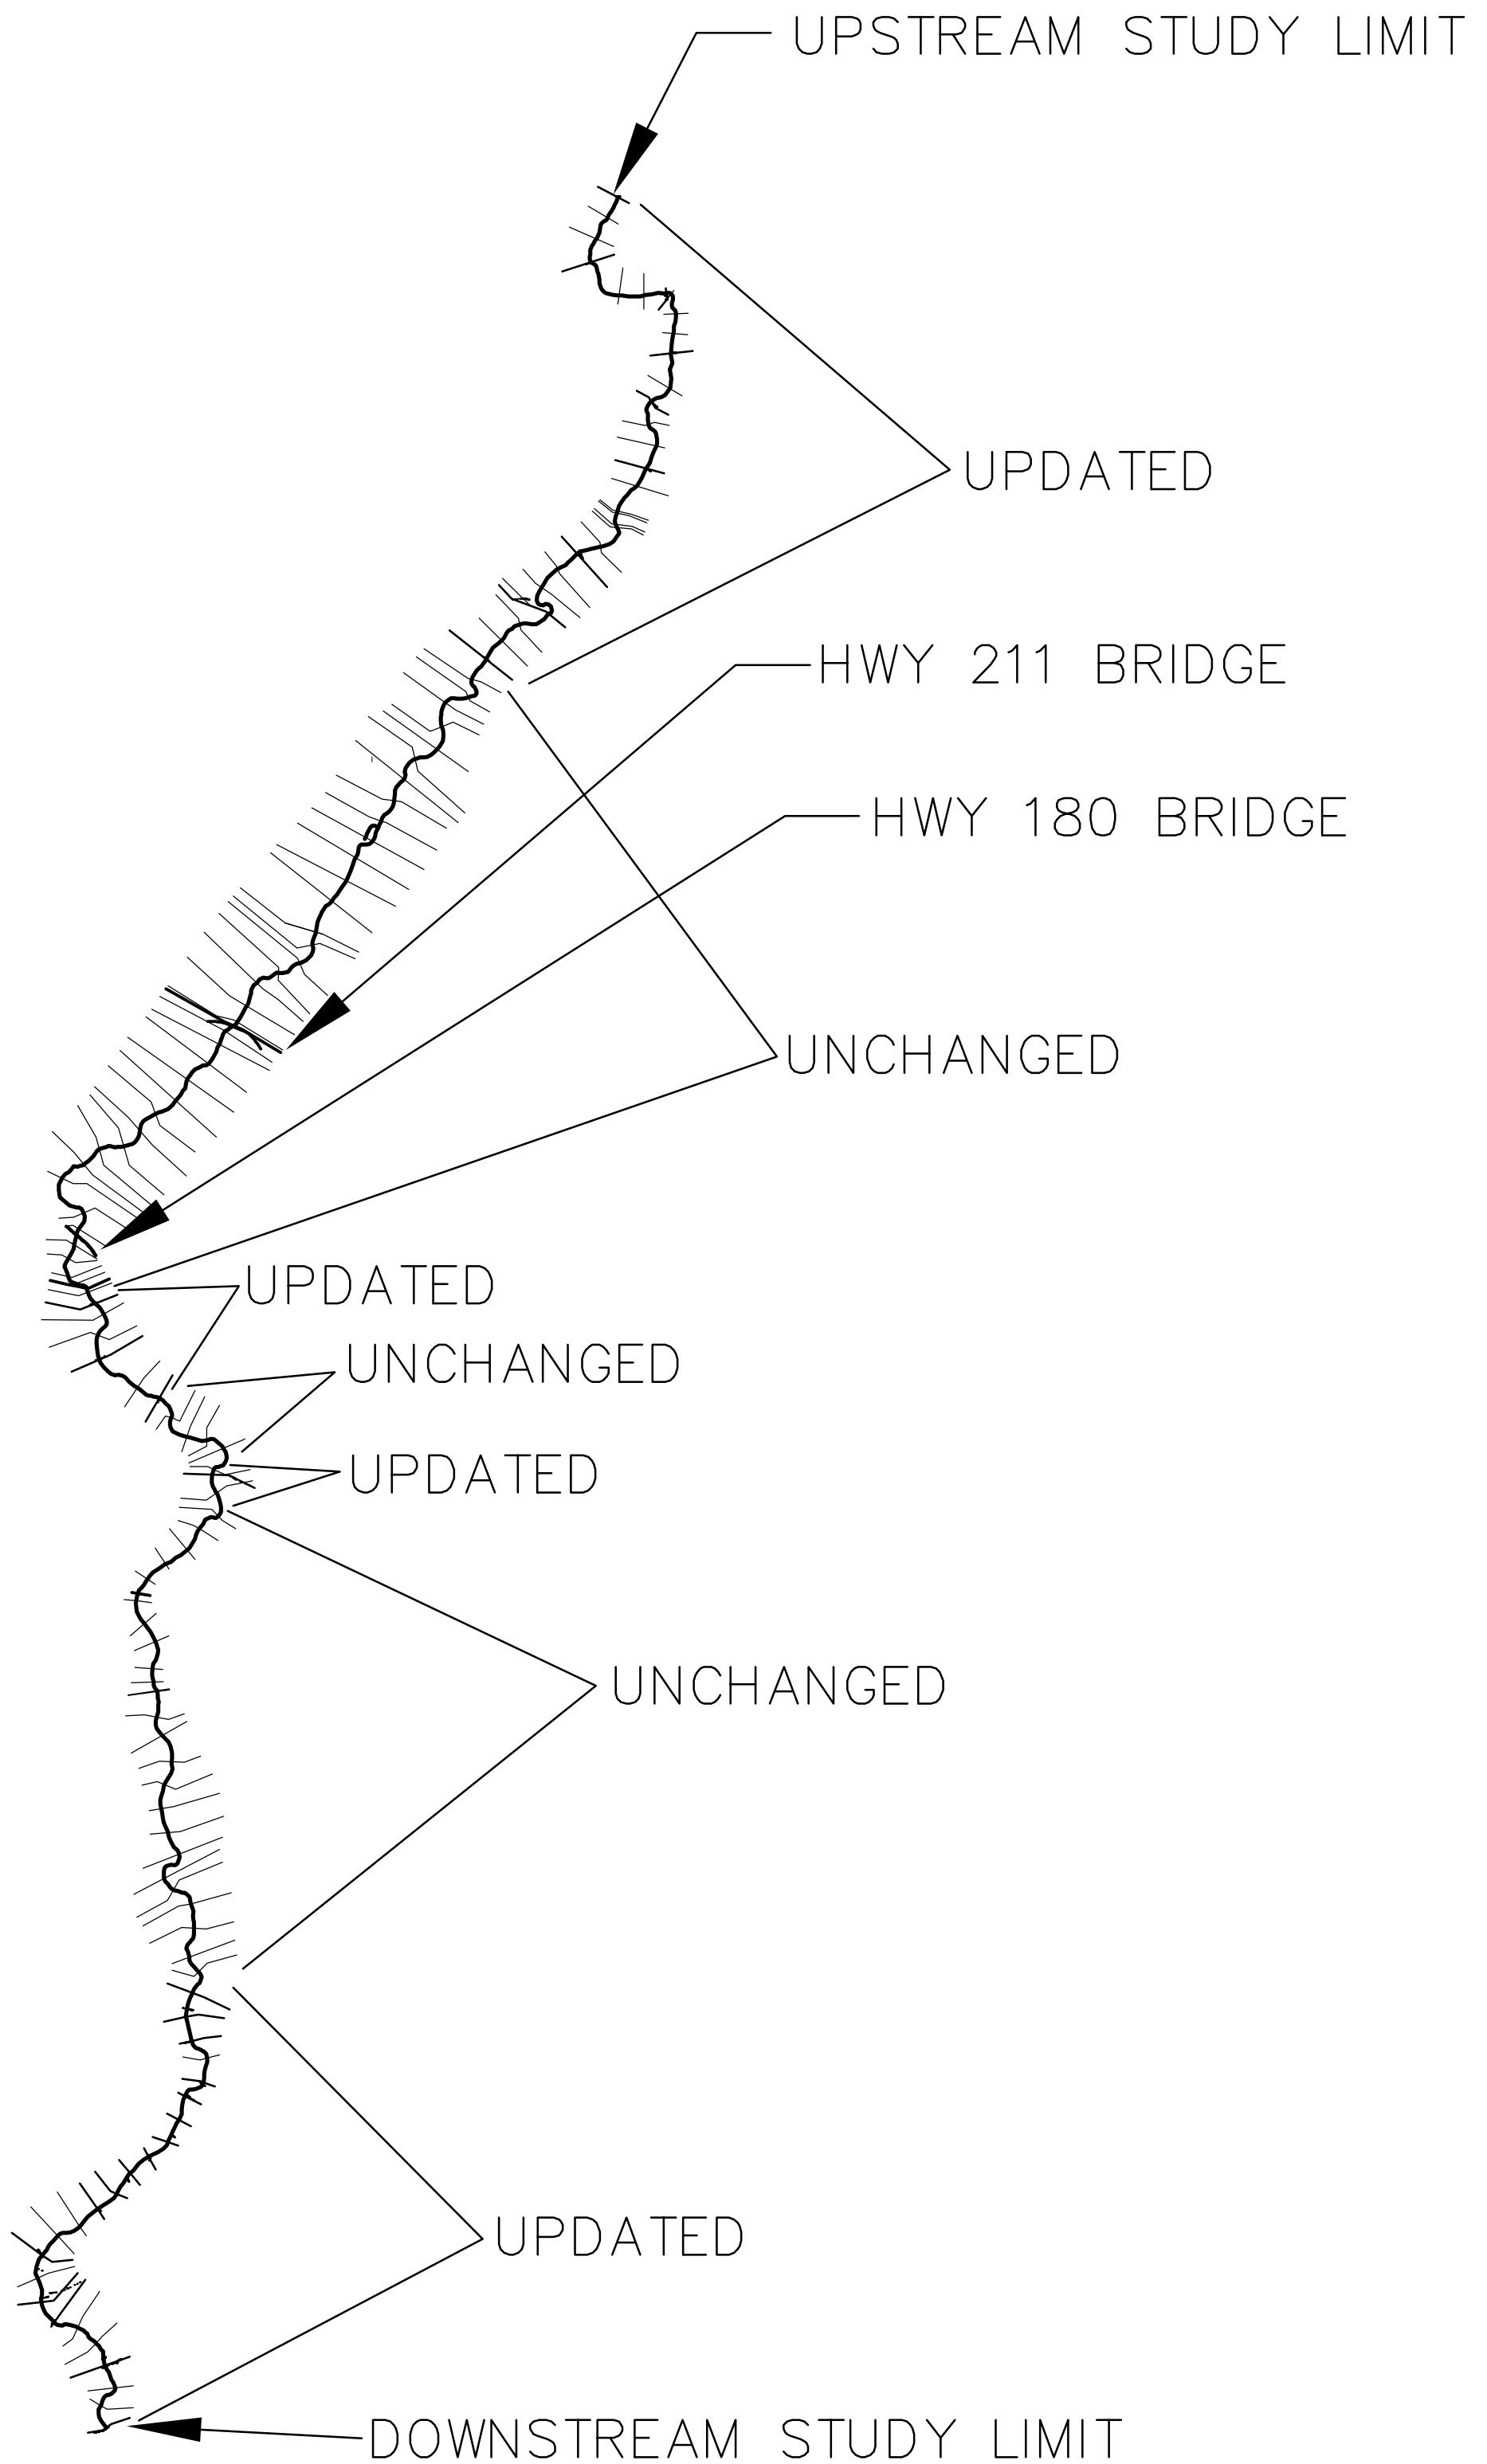 UPSTREAM STUDY LIMIT
UPDATED
HWY 211 BRIDGE
HWY 180 BRIDGE
UNCHANGED
UPDATED
UNCHANGED
UPDATED
UNCHANGED
UPDATED
DOWNSTREAM STUDY LIMIT